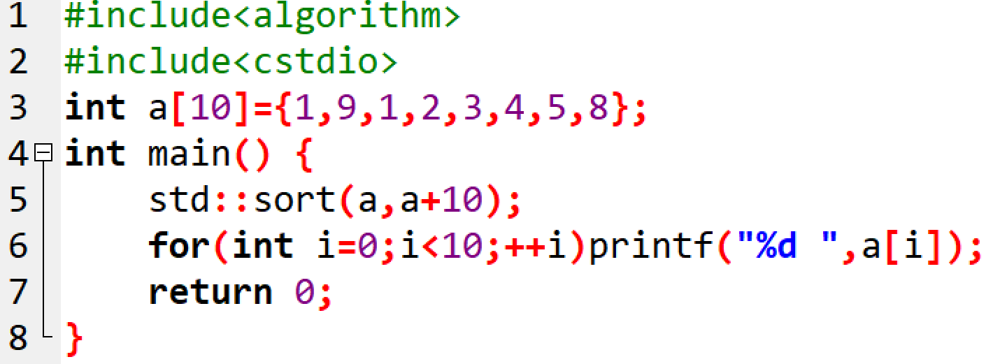 1 #include<algorithm>
2 #include<cstdio>
3 int a[10]={1,9,1,2,3,4,5,8};
4 int main() {
5     std::sort(a,a+10);
6     for(int i=0;i<10;++i)printf("%d ",a[i]);
7     return 0;
8 }